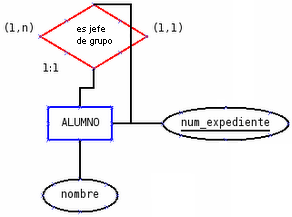 (1,n)
es jefe
de grupo
(1,1)
1:1
ALUMNO
num_expediente
nombre